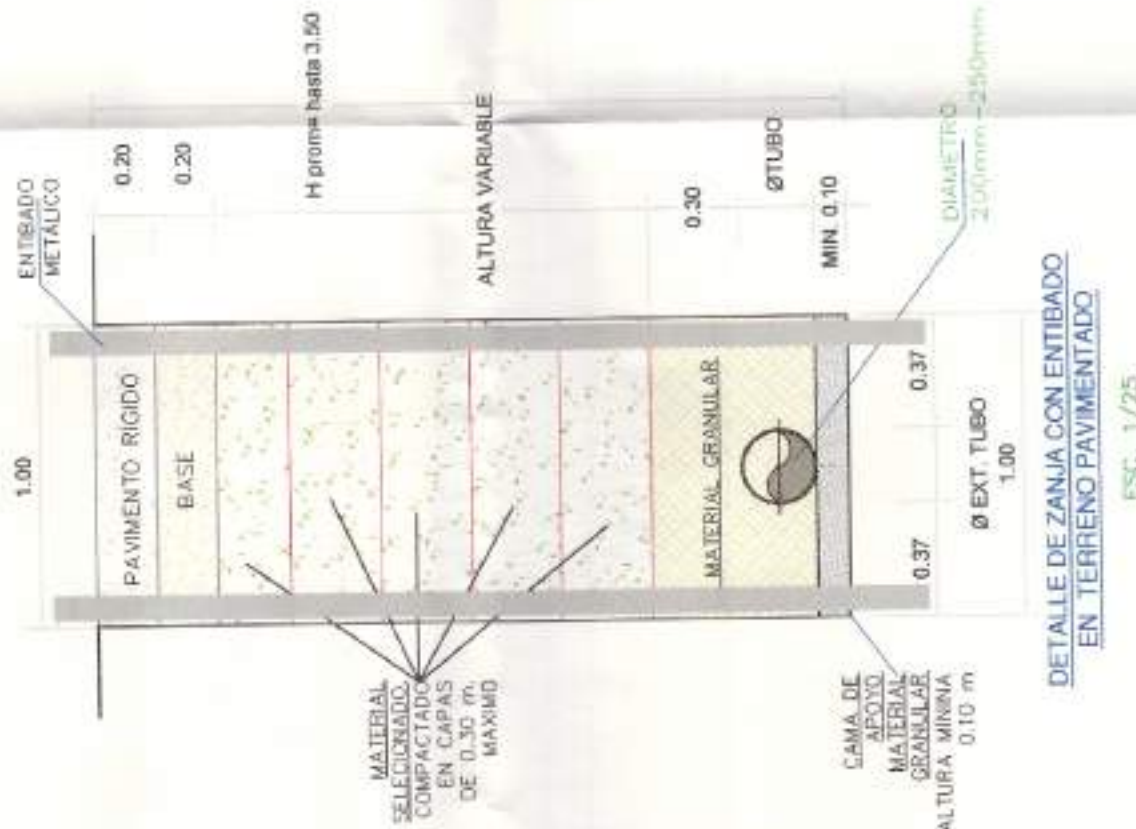 1.00
ENTIBADO
METÁLICO
PAVIMENTO RIGIDO
0.20
BASE
0.20
H prom= hasta 3.50
ALTURA VARIABLE
MATERIAL
SELECIONADO
COMPACTADO
EN CAPAS
DE 0.30 m.
MAXIMO
MATERIAL GRANULAR
0.30
ØTUBO
MIN. 0.10
CAMA DE
APOYO
MATERIAL
GRANULAR
ALTURA MININA
0.10 m
DIAMETRO
200mm -250mm
0.37
0.37
Ø EXT. TUBO
1.00
DETALLE DE ZANJA CON ENTIBADO
EN TERRENO PAVIMENTADO
ESC. 1/25